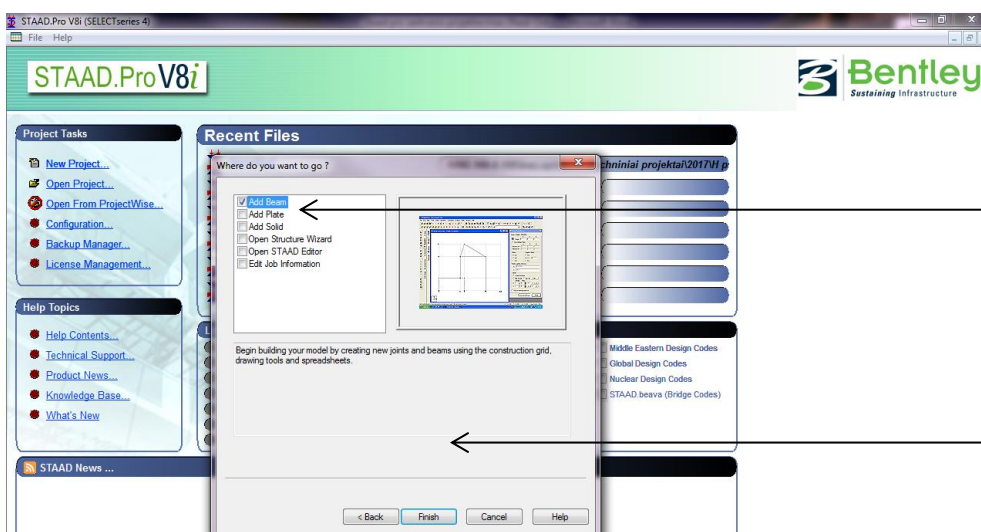 STAAD.Pro V8i (SELECTseries 4)
File Help
STAAD.Pro V8i
Bentley
Sustaining Infrastructure
Project Tasks
New Project...
Open Project...
Open From ProjectWise...
Configuration...
Backup Manager...
License Management...
Recent Files
chniniai projektai\2017\H p
Where do you want to go ?
Add Beam
Add Plate
Add Solid
Open Structure Wizard
Open STAAD Editor
Edit Job Information
Begin building your model by creating new joints and beams using the construction grid,
drawing tools and spreadsheets.
< Back Finish Cancel Help
Help Topics
Help Contents...
Technical Support...
Product News...
Knowledge Base...
What's New
Middle Eastern Design Codes
Global Design Codes
Nuclear Design Codes
STAAD.beava (Bridge Codes)
STAAD News ...